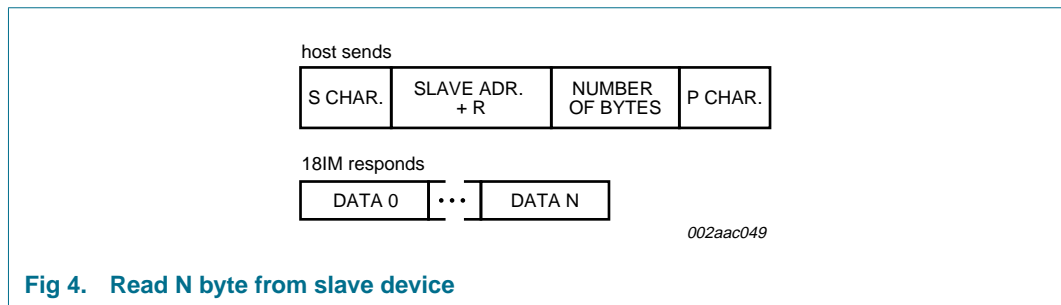 host sends
S CHAR.
SLAVE ADR.
+ R
NUMBER
OF BYTES
P CHAR.
18IM responds
DATA 0
•••
DATA N
002aac049
Fig 4. Read N byte from slave device